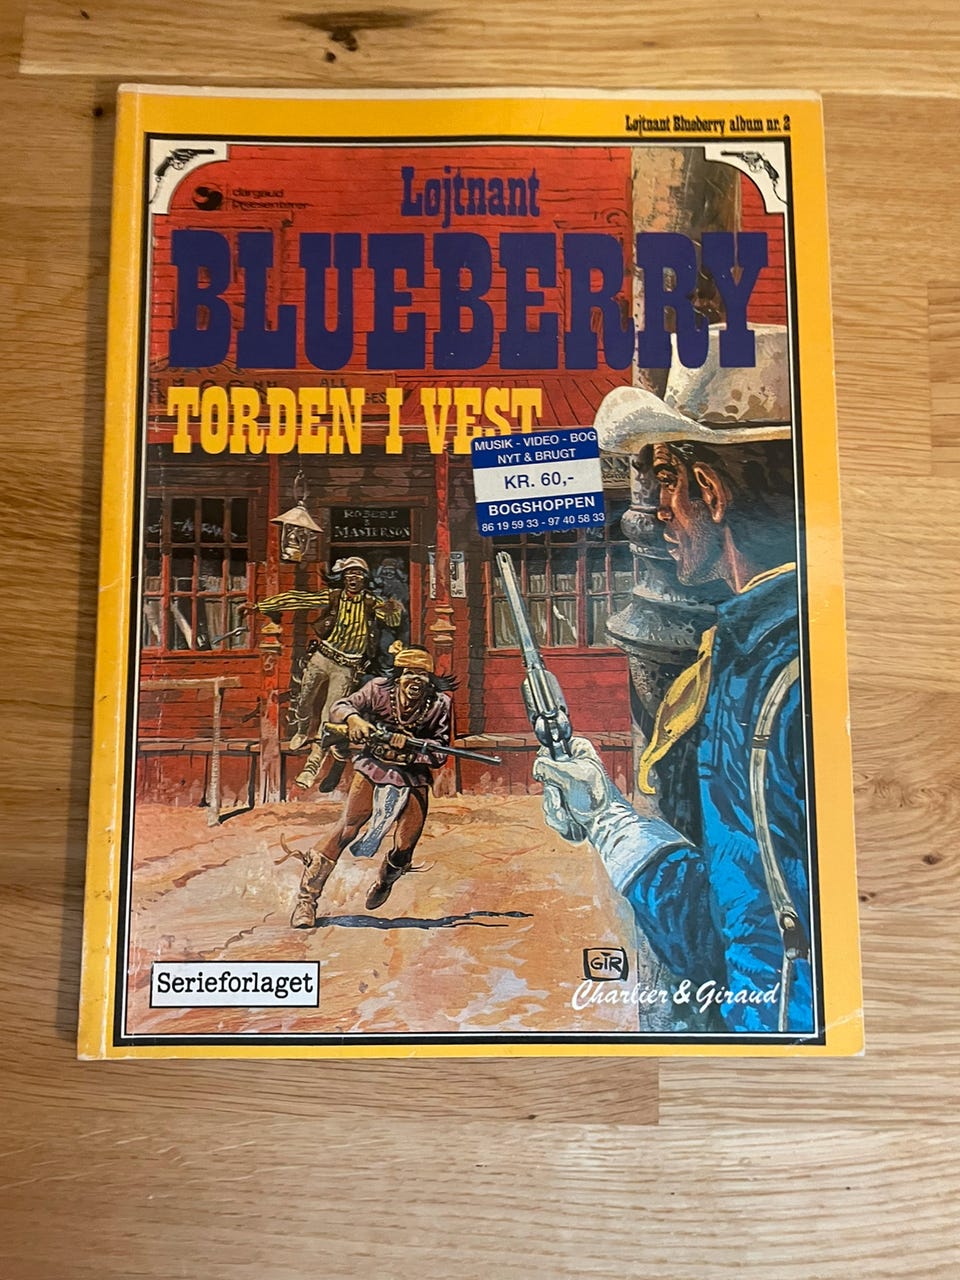 Løjtnant Blueberry album nr. 2
dargaud
præsenterer
Løjtnant
BLUEBERRY
ALL
TORDEN I VEST
MUSIK - VIDEO - BOG
NYT & BRUGT
KR. 60,-
BOGSHOPPEN
86 19 59 33 - 97 40 58 33
ROBERT
MASTERSON
GIR
Charlier & Giraud
Serieforlaget